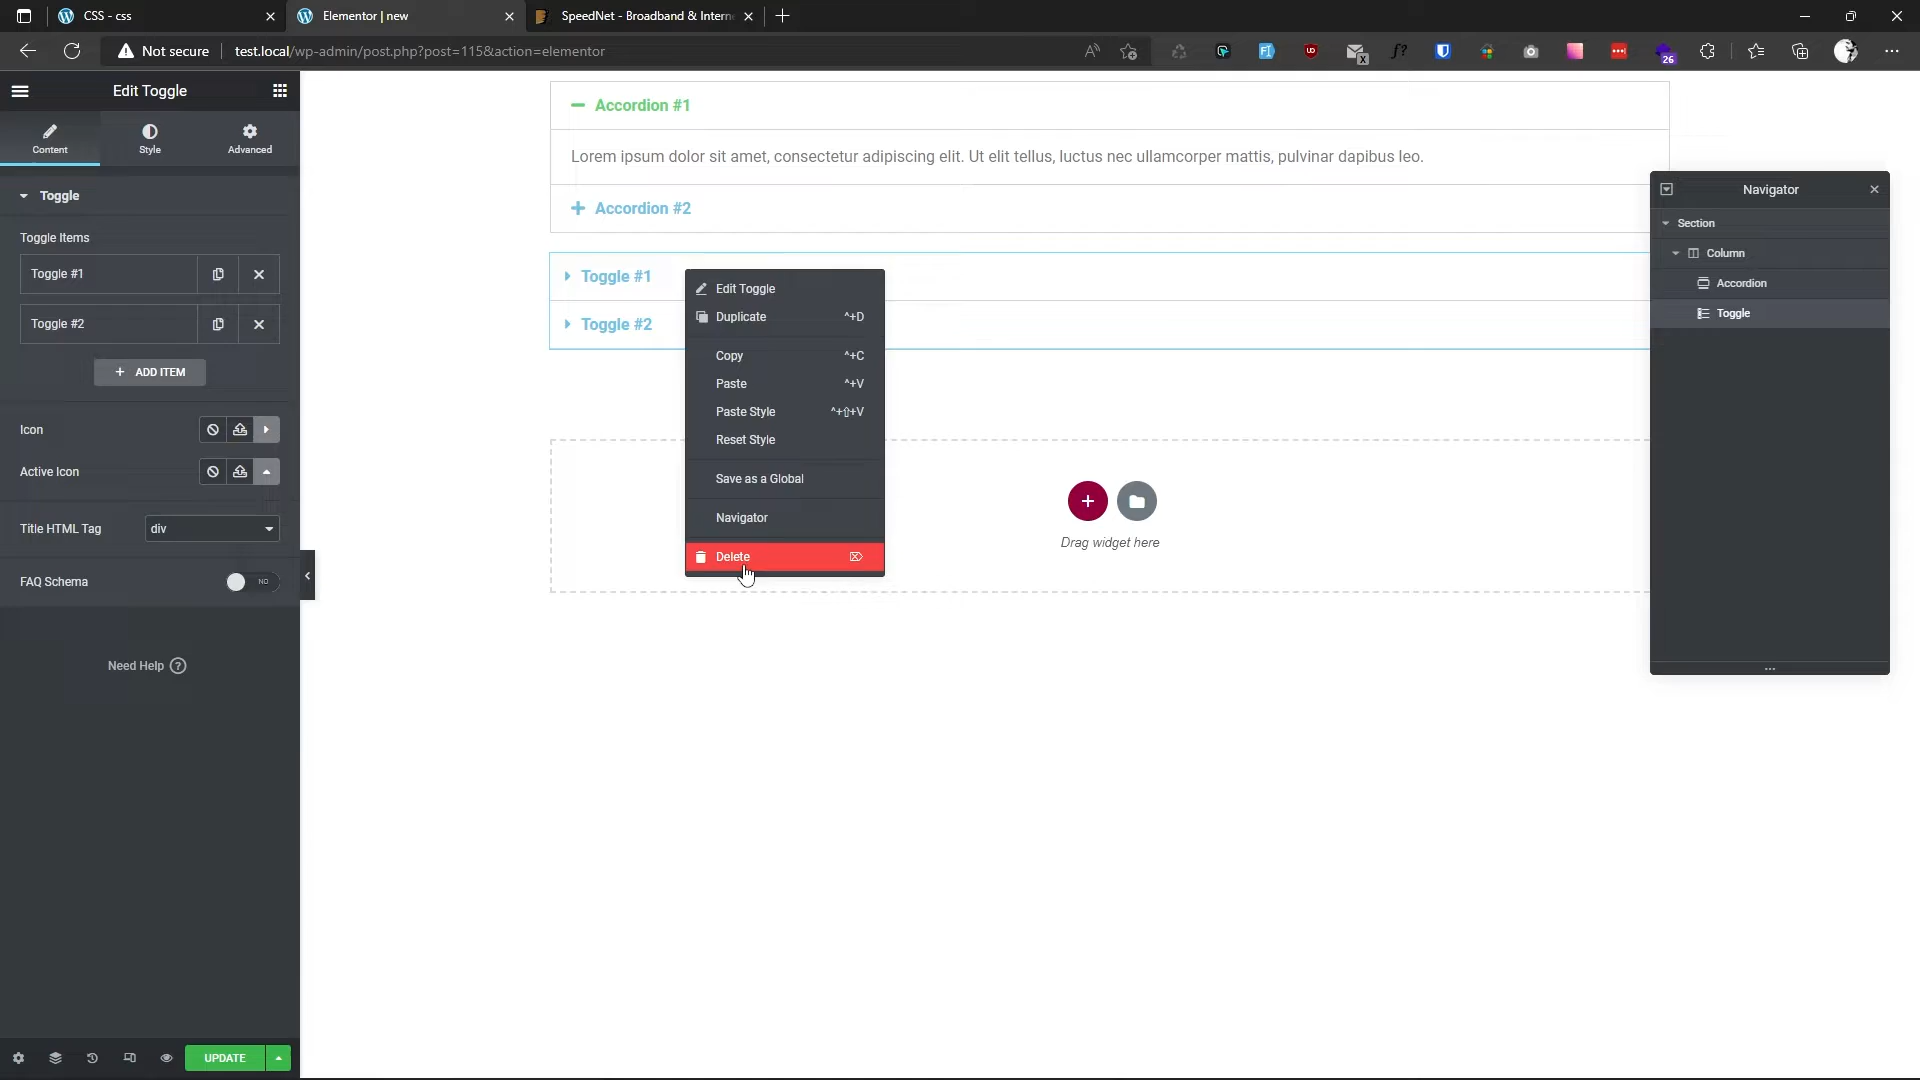 CSS - css
Elementor | new
SpeedNet - Broadband & Intern
Not secure
test.local/wp-admin/post.php?post=115&action=elementor
26
Edit Toggle
Content
Style
Advanced
Toggle
Toggle Items
Toggle #1
Toggle #2
+ ADD ITEM
Icon
Active Icon
Title HTML Tag
div
FAQ Schema
NO
Need Help ?
UPDATE
Accordion #1
Lorem ipsum dolor sit amet, consectetur adipiscing elit. Ut elit tellus, luctus nec ullamcorper mattis, pulvinar dapibus leo.
Accordion #2
Toggle #1
Toggle #2
Edit Toggle
Duplicate ^+D
Copy ^+C
Paste ^+V
Paste Style ^+⇧+V
Reset Style
Save as a Global
Navigator
Delete ⌦
Drag widget here
Navigator
Section
Column
Accordion
Toggle